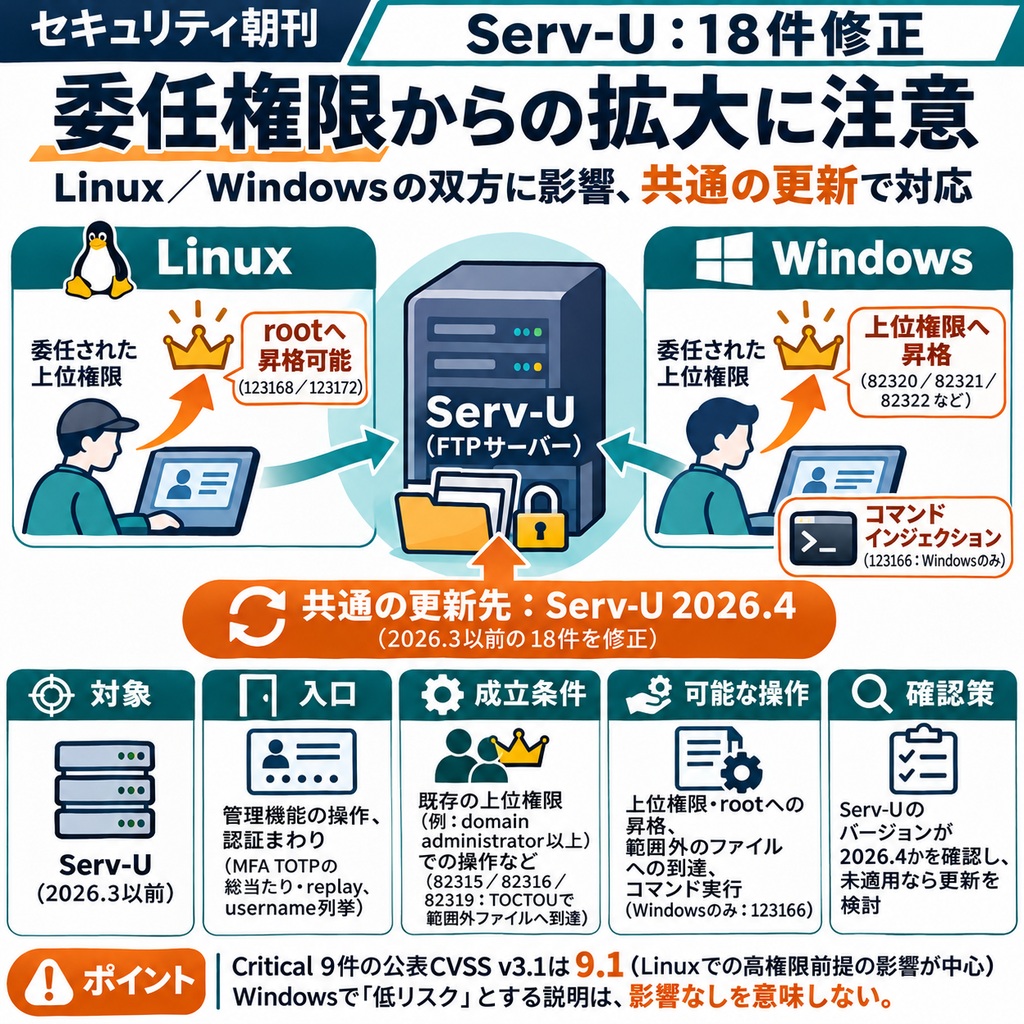 セキュリティ朝刊
Serv-U：18件修正
委任権限からの拡大に注意
Linux／Windowsの双方に影響、共通の更新で対応
Linux
委任された
上位権限
rootへ
昇格可能
(123168／123172)
Serv-U
(FTPサーバー)
Windows
委任された
上位権限
上位権限へ
昇格
(82320／82321／
82322 など)
コマンド
インジェクション
(123166：Windowsのみ)
共通の更新先：Serv-U 2026.4
(2026.3以前の18件を修正)
対象
Serv-U
(2026.3以前)
入口
管理機能の操作、
認証まわり
(MFA TOTPの
総当たり・replay、
username列挙)
成立条件
既存の上位権限
(例：domain
administrator以上)
での操作など
(82315／82316／
82319：TOCTOUで
範囲外ファイルへ到達)
可能な操作
上位権限・rootへの
昇格、
範囲外のファイル
への到達、
コマンド実行
(Windowsのみ：123166)
確認策
Serv-Uの
バージョンが
2026.4かを確認し、
未適用なら更新を
検討
ポイント
Critical 9件の公表CVSS v3.1は 9.1 (Linuxでの高権限前提の影響が中心)
Windowsで「低リスク」とする説明は、影響なしを意味しない。